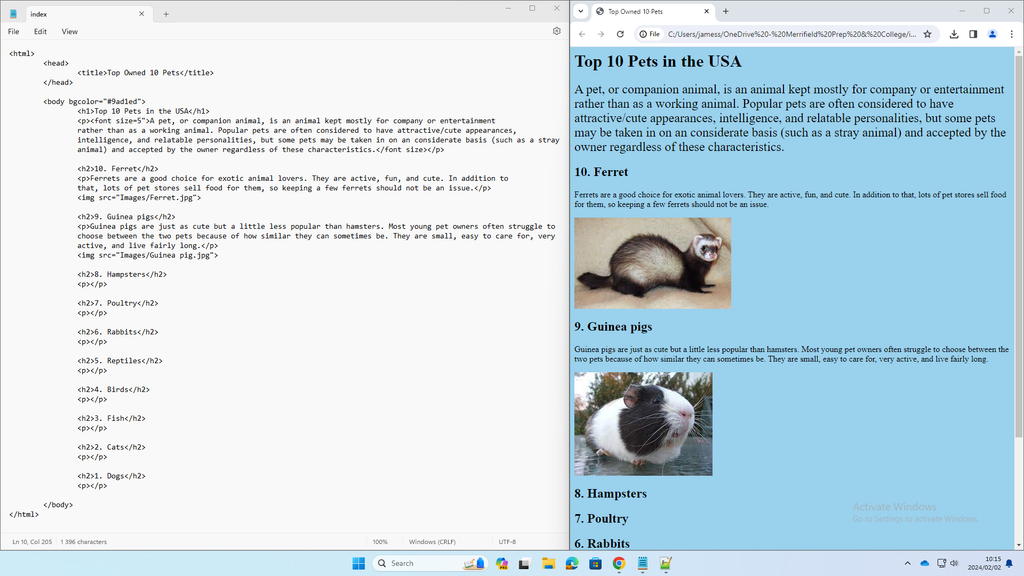 index
File Edit View
<html>
<head>
<title>Top Owned 10 Pets</title>
</head>
<body bgcolor="#9ad1ed">
<h1>Top 10 Pets in the USA</h1>
<p><font size=5">A pet, or companion animal, is an animal kept mostly for company or entertainment
rather than as a working animal. Popular pets are often considered to have attractive/cute appearances,
intelligence, and relatable personalities, but some pets may be taken in on an considerate basis (such as a stray
animal) and accepted by the owner regardless of these characteristics.</font size></p>
<h2>10. Ferret</h2>
<p>Ferrets are a good choice for exotic animal lovers. They are active, fun, and cute. In addition to
that, lots of pet stores sell food for them, so keeping a few ferrets should not be an issue.</p>
<img src="Images/Ferret.jpg">
<h2>9. Guinea pigs</h2>
<p>Guinea pigs are just as cute but a little less popular than hamsters. Most young pet owners often struggle to
choose between the two pets because of how similar they can sometimes be. They are small, easy to care for, very
active, and live fairly long.</p>
<img src="Images/Guinea pig.jpg">
<h2>8. Hampsters</h2>
<p></p>
<h2>7. Poultry</h2>
<p></p>
<h2>6. Rabbits</h2>
<p></p>
<h2>5. Reptiles</h2>
<p></p>
<h2>4. Birds</h2>
<p></p>
<h2>3. Fish</h2>
<p></p>
<h2>2. Cats</h2>
<p></p>
<h2>1. Dogs</h2>
<p></p>
</body>
</html>
Ln 10, Col 205 1 396 characters 100% Windows (CRLF) UTF-8
Top Owned 10 Pets
File C:/Users/jamess/OneDrive%20-%20Merrifield%20Prep%20&%20College/i...
Top 10 Pets in the USA
A pet, or companion animal, is an animal kept mostly for company or entertainment
rather than as a working animal. Popular pets are often considered to have
attractive/cute appearances, intelligence, and relatable personalities, but some pets
may be taken in on an considerate basis (such as a stray animal) and accepted by the
owner regardless of these characteristics.
10. Ferret
Ferrets are a good choice for exotic animal lovers. They are active, fun, and cute. In addition to that, lots of pet stores sell food
for them, so keeping a few ferrets should not be an issue.
9. Guinea pigs
Guinea pigs are just as cute but a little less popular than hamsters. Most young pet owners often struggle to choose between the
two pets because of how similar they can sometimes be. They are small, easy to care for, very active, and live fairly long.
8. Hampsters
7. Poultry
6. Rabbits
Activate Windows
Go to Settings to activate Windows.
Search
10:15
2024/02/02